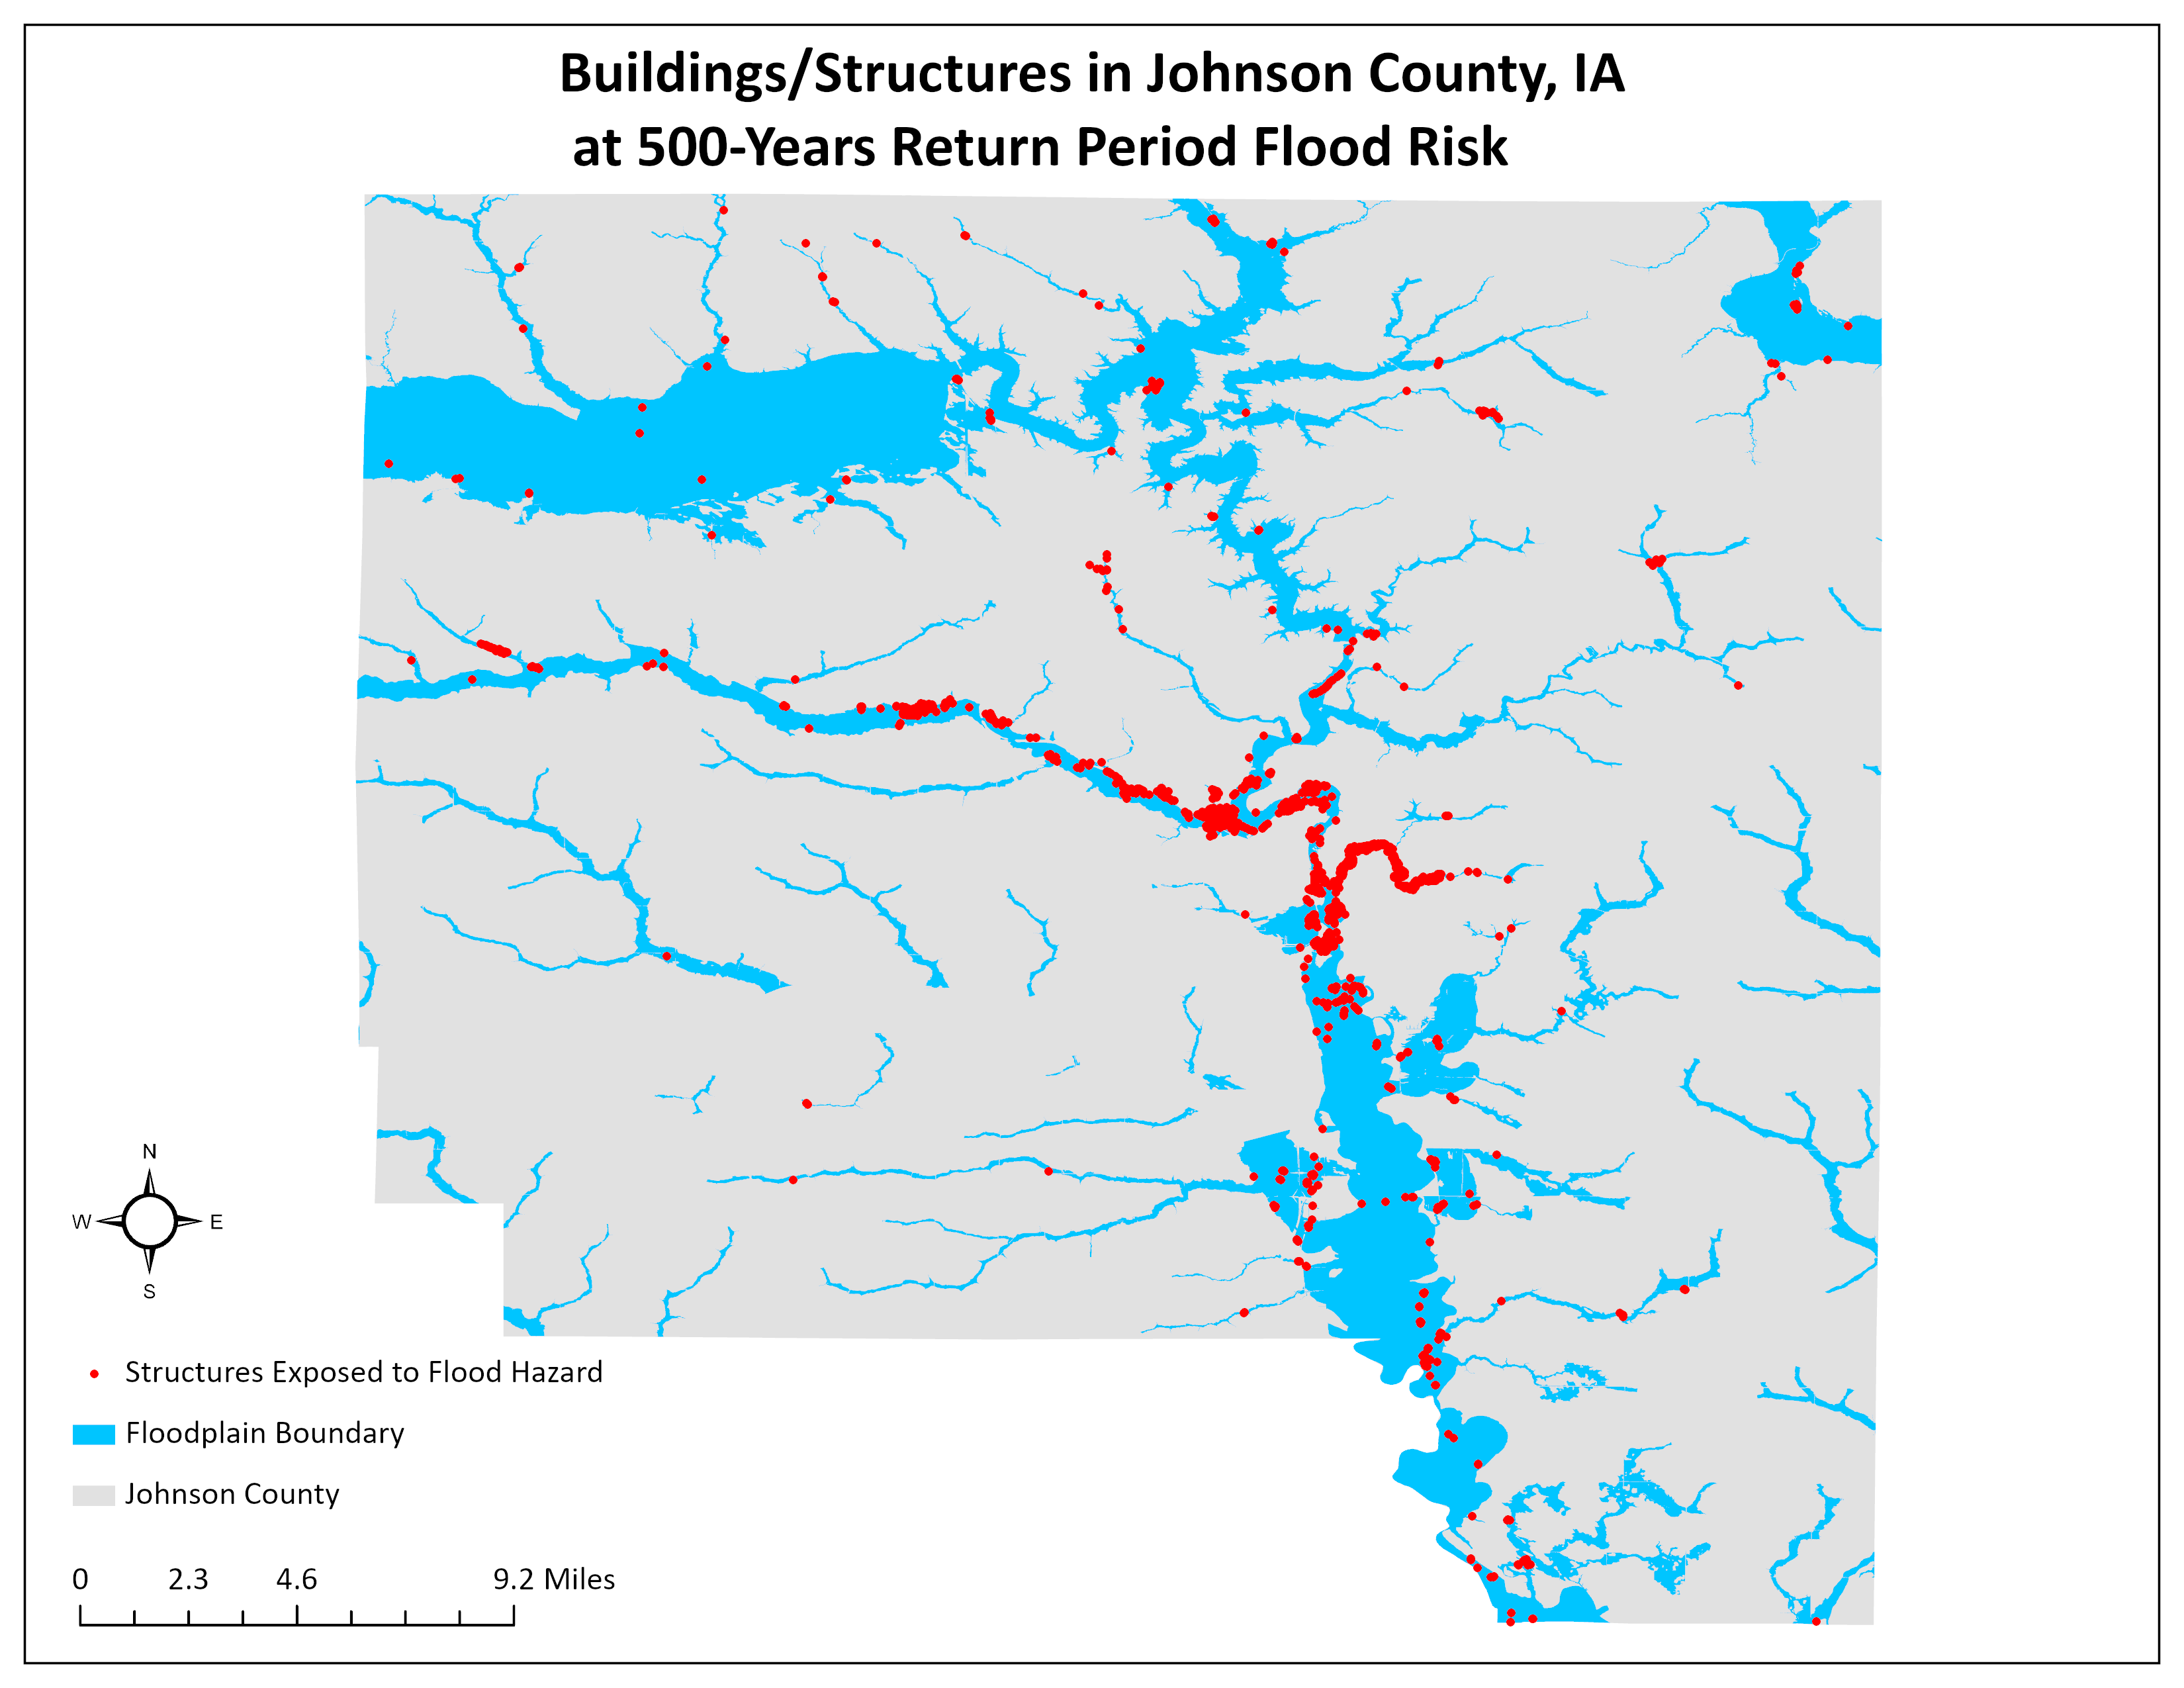 Buildings/Structures in Johnson County, IA
at 500-Years Return Period Flood Risk
N
W E
S
Structures Exposed to Flood Hazard
Floodplain Boundary
Johnson County
0 2.3 4.6 9.2 Miles